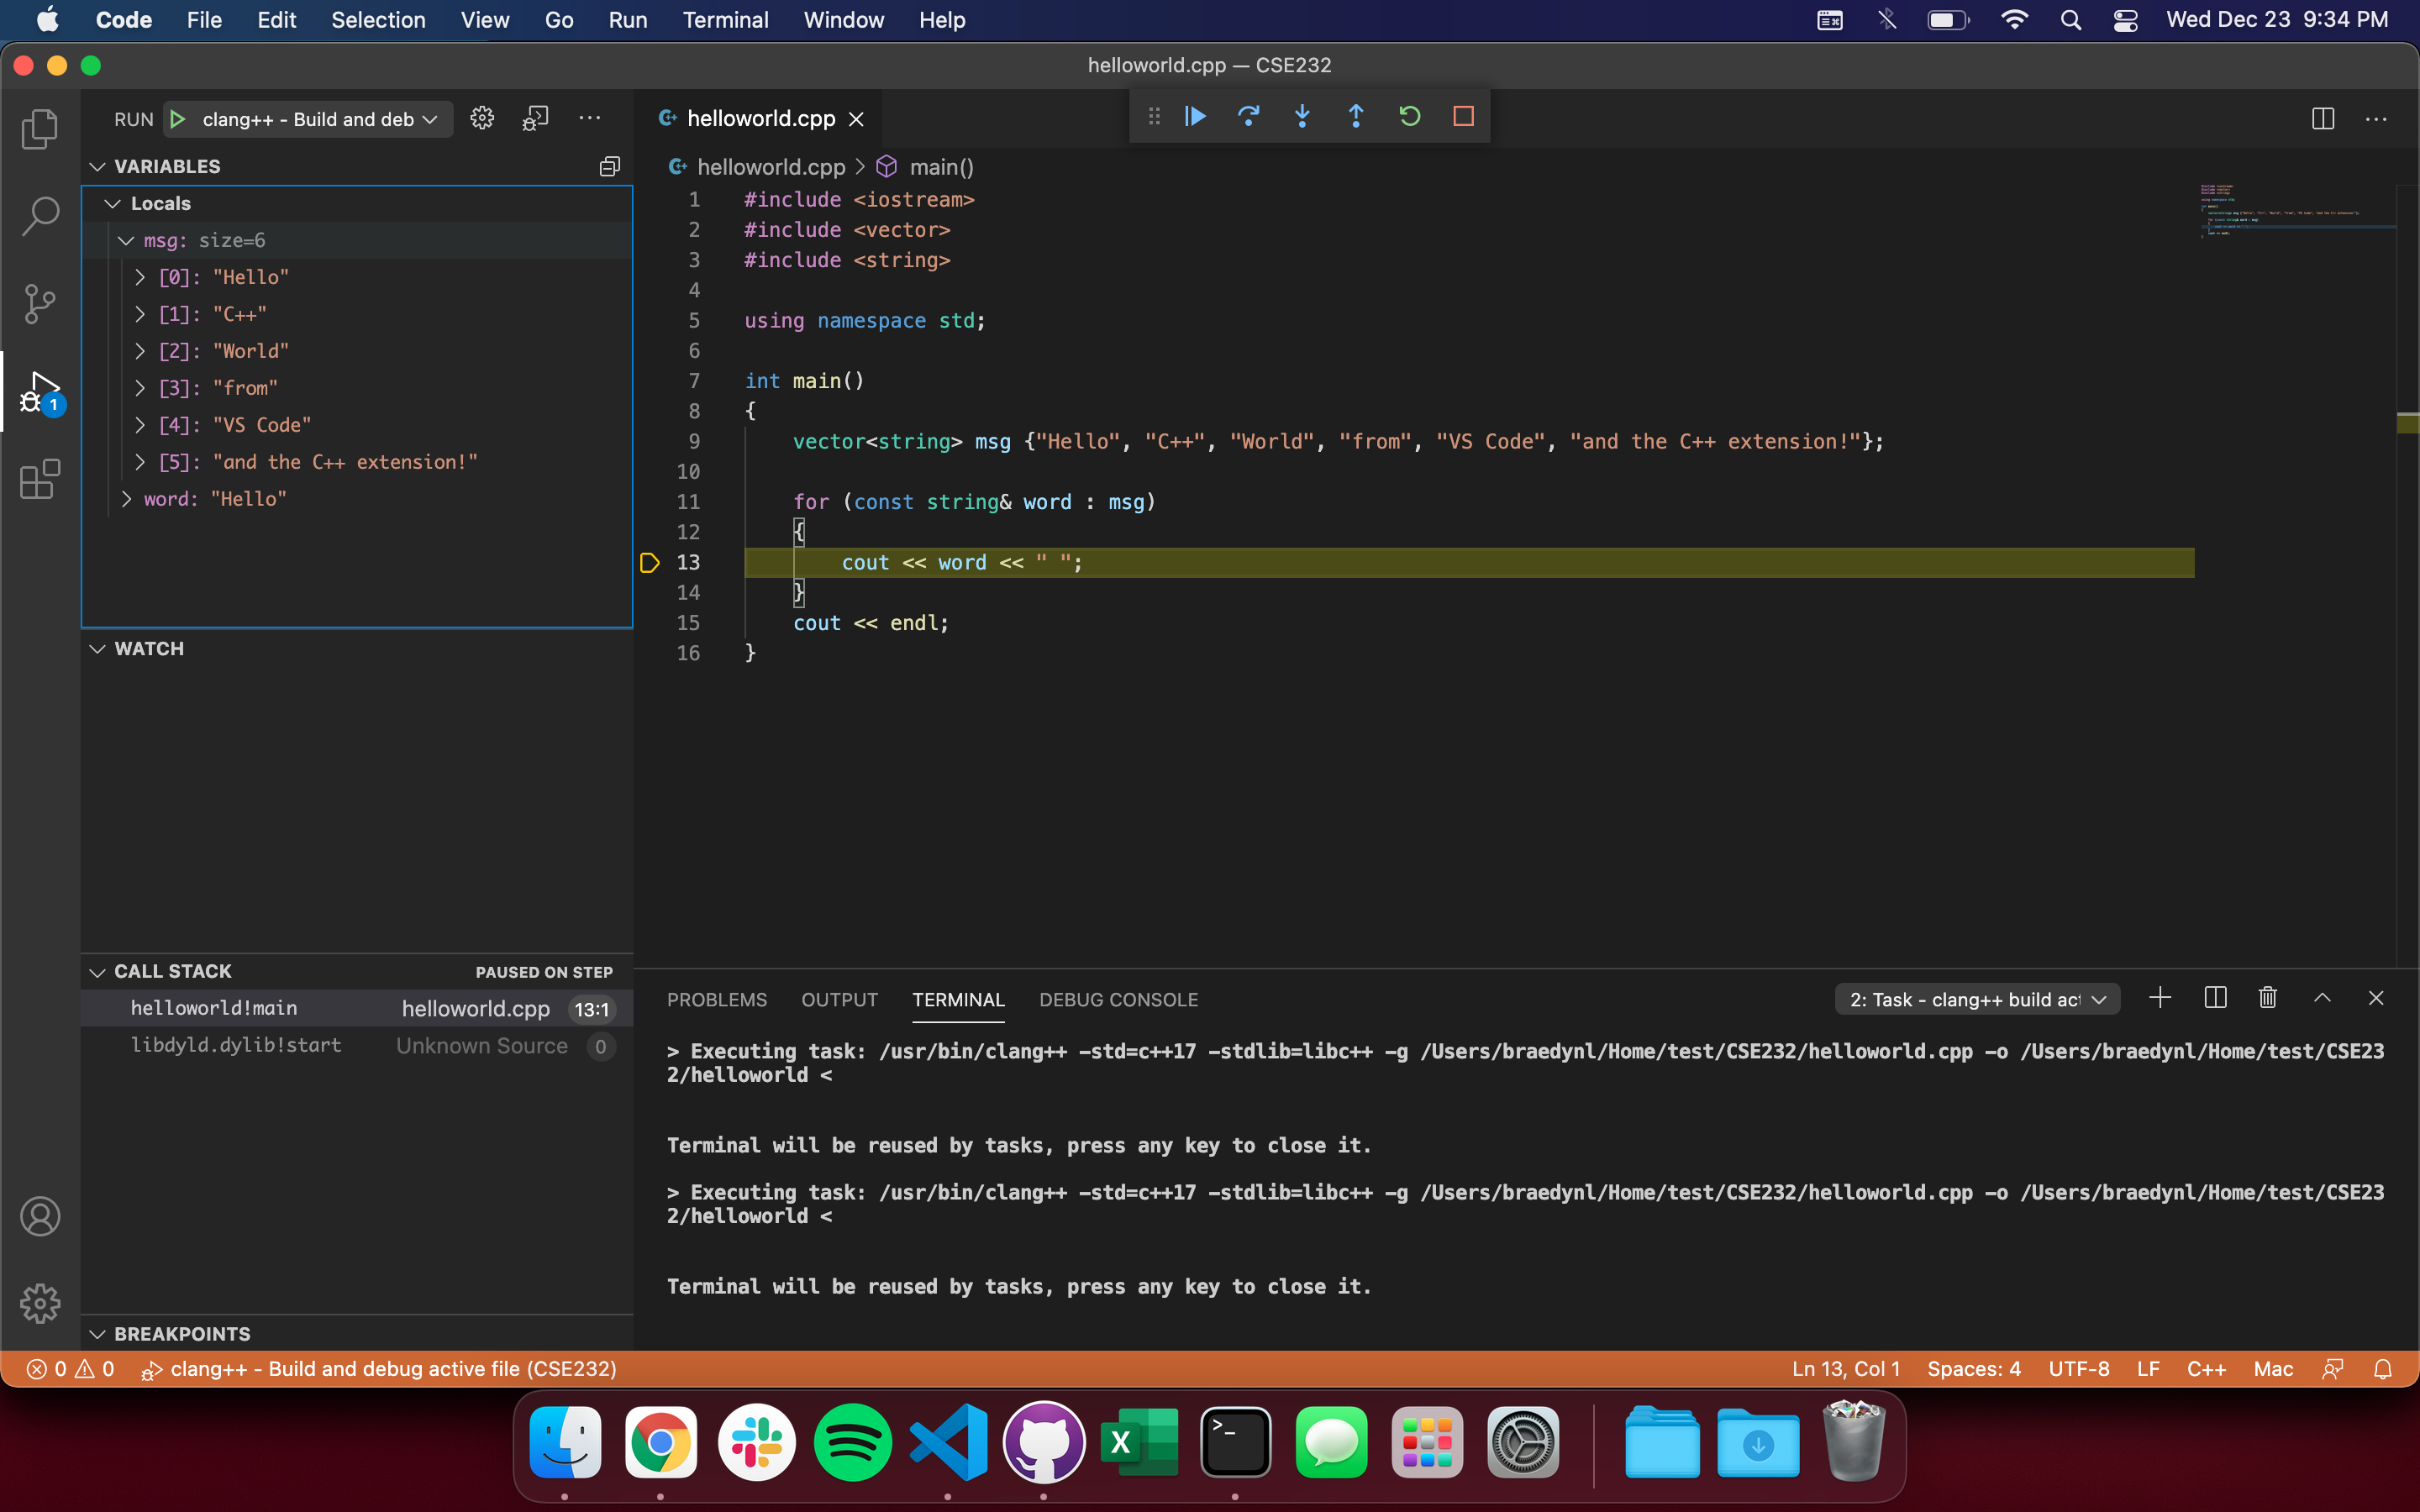 Code File Edit Selection View Go Run Terminal Window Help Wed Dec 23 9:34 PM
helloworld.cpp — CSE232
RUN clang++ - Build and deb
VARIABLES
Locals
msg: size=6
[0]: "Hello"
[1]: "C++"
[2]: "World"
[3]: "from"
[4]: "VS Code"
[5]: "and the C++ extension!"
word: "Hello"
1
WATCH
CALL STACK PAUSED ON STEP
helloworld!main helloworld.cpp 13:1
libdyld.dylib!start Unknown Source 0
BREAKPOINTS
helloworld.cpp
helloworld.cpp > main()
1 #include <iostream>
2 #include <vector>
3 #include <string>
4
5 using namespace std;
6
7 int main()
8 {
9 vector<string> msg {"Hello", "C++", "World", "from", "VS Code", "and the C++ extension!"};
10
11 for (const string& word : msg)
12 {
13 cout << word << " ";
14 }
15 cout << endl;
16 }
PROBLEMS OUTPUT TERMINAL DEBUG CONSOLE 2: Task - clang++ build act
> Executing task: /usr/bin/clang++ -std=c++17 -stdlib=libc++ -g /Users/braedynl/Home/test/CSE232/helloworld.cpp -o /Users/braedynl/Home/test/CSE23
2/helloworld <
Terminal will be reused by tasks, press any key to close it.
> Executing task: /usr/bin/clang++ -std=c++17 -stdlib=libc++ -g /Users/braedynl/Home/test/CSE232/helloworld.cpp -o /Users/braedynl/Home/test/CSE23
2/helloworld <
Terminal will be reused by tasks, press any key to close it.
0 0 clang++ - Build and debug active file (CSE232) Ln 13, Col 1 Spaces: 4 UTF-8 LF C++ Mac
X >_